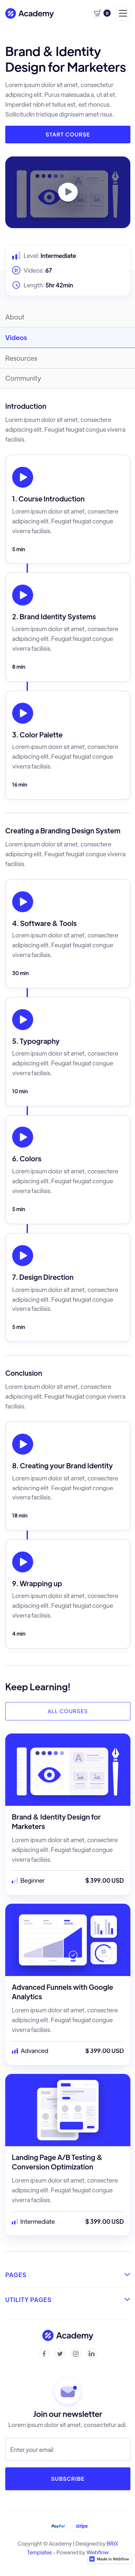 Academy
0
Brand & Identity
Design for Marketers
Lorem ipsum dolor sit amet, consectetur
adipiscing elit. Purus malesuada a, ut ut et.
Imperdiet nibh et tellus est, et rhoncus.
Sollicitudin tristique dignissim amet risus.
START COURSE
Level: Intermediate
Videos: 67
Length: 5hr 42min
About
Videos
Resources
Community
Introduction
Lorem ipsum dolor sit amet, consectere
adipiscing elit. Feugiat feugiat congue viverra
facilisis.
1. Course Introduction
Lorem ipsum dolor sit amet, consectere
adipiscing elit. Feugiat feugiat congue
viverra facilisis.
5 min
2. Brand Identity Systems
Lorem ipsum dolor sit amet, consectere
adipiscing elit. Feugiat feugiat congue
viverra facilisis.
8 min
3. Color Palette
Lorem ipsum dolor sit amet, consectere
adipiscing elit. Feugiat feugiat congue
viverra facilisis.
16 min
Creating a Branding Design System
Lorem ipsum dolor sit amet, consectere
adipiscing elit. Feugiat feugiat congue viverra
facilisis.
4. Software & Tools
Lorem ipsum dolor sit amet, consectere
adipiscing elit. Feugiat feugiat congue
viverra facilisis.
30 min
5. Typography
Lorem ipsum dolor sit amet, consectere
adipiscing elit. Feugiat feugiat congue
viverra facilisis.
10 min
6. Colors
Lorem ipsum dolor sit amet, consectere
adipiscing elit. Feugiat feugiat congue
viverra facilisis.
5 min
7. Design Direction
Lorem ipsum dolor sit amet, consectere
adipiscing elit. Feugiat feugiat congue
viverra facilisis.
5 min
Conclusion
Lorem ipsum dolor sit amet, consectere
adipiscing elit. Feugiat feugiat congue viverra
facilisis.
8. Creating your Brand Identity
Lorem ipsum dolor sit amet, consectere
adipiscing elit. Feugiat feugiat congue
viverra facilisis.
18 min
9. Wrapping up
Lorem ipsum dolor sit amet, consectere
adipiscing elit. Feugiat feugiat congue
viverra facilisis.
4 min
Keep Learning!
ALL COURSES
Brand & Identity Design for
Marketers
Lorem ipsum dolor sit amet, consectere
adipiscing elit. Feugiat feugiat congue
viverra facilisis.
Beginner $ 399.00 USD
Advanced Funnels with Google
Analytics
Lorem ipsum dolor sit amet, consectere
adipiscing elit. Feugiat feugiat congue
viverra facilisis.
Advanced $ 399.00 USD
Landing Page A/B Testing &
Conversion Optimization
Lorem ipsum dolor sit amet, consectere
adipiscing elit. Feugiat feugiat congue
viverra facilisis.
Intermediate $ 399.00 USD
PAGES
UTILITY PAGES
Academy
Join our newsletter
Lorem ipsum dolor sit amet, consectetur adi.
Enter your email
SUBSCRIBE
PayPal stripe
Copyright © Academy | Designed by BRIX
Templates - Powered by Webflow
Made in Webflow